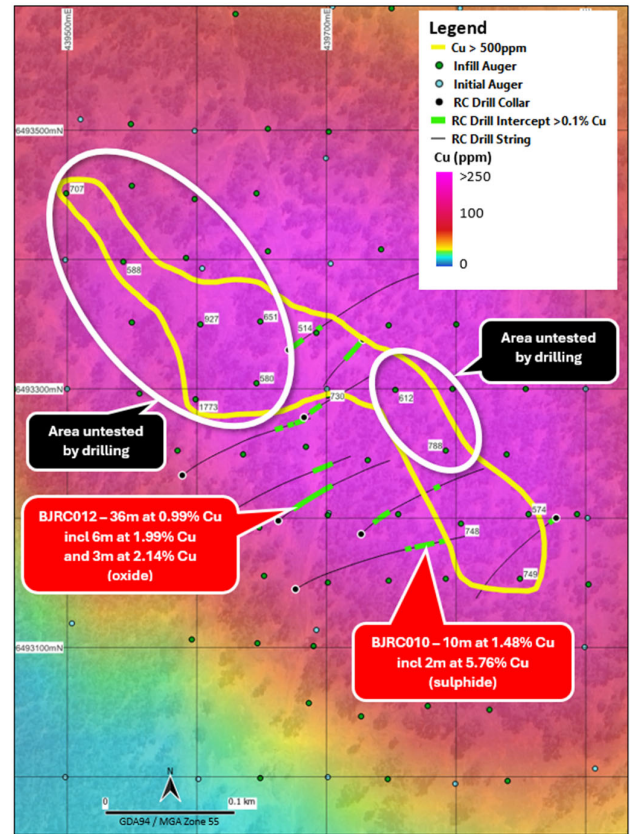 439500mE
439700mE
Legend
Cu > 500ppm
Infill Auger
Initial Auger
RC Drill Collar
RC Drill Intercept >0.1% Cu
RC Drill String
Cu (ppm)
>250
100
0
6493500mN
707
588
927
651
514
Area untested
by drilling
6493300mN
580
1773
730
612
788
Area untested
by drilling
BJRC012 – 36m at 0.99% Cu
incl 6m at 1.99% Cu
and 3m at 2.14% Cu
(oxide)
574
748
749
6493100mN
BJRC010 – 10m at 1.48% Cu
incl 2m at 5.76% Cu
(sulphide)
N
0
0.1 km
GDA94 / MGA Zone 55